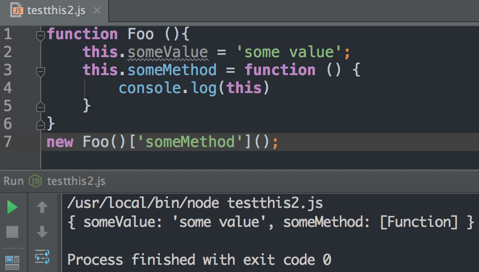 testthis2.js
1 function Foo (){
2 this.someValue = 'some value';
3 this.someMethod = function () {
4 console.log(this)
5 }
6 }
7 new Foo()['someMethod']();
Run testthis2.js
/usr/local/bin/node testthis2.js
{ someValue: 'some value', someMethod: [Function] }
Process finished with exit code 0